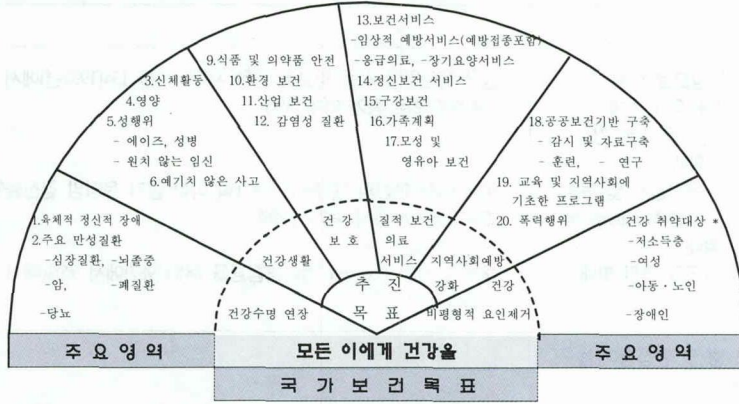 13.보건서비스
-임상적 예방서비스(예방접종포함)
-응급의료, -장기요양서비스
14.정신보건 서비스
15.구강보건
16.가족계획
17.모성 및
영유아 보건
9.식품 및 의약품 안전
10.환경 보건
11.산업 보건
12. 감염성 질환
3.신체활동
4.영양
5.성행위
- 에이즈, 성병
- 원치 않는 임신
6.예기치 않은 사고
18.공공보건기반 구축
- 감시 및 자료구축
- 훈련, - 연구
19. 교육 및 지역사회에
기초한 프로그램
20. 폭력행위
1.육체적 정신적 장애
2.주요 만성질환
-심장질환, -뇌졸중
-암, -폐질환
-당뇨
건강 취약대상 *
-저소득층
-여성
-아동·노인
-장애인
건강수명 연장
건강생활
건 강
보 호
질적 보건
의료
서비스
지역사회예방
강화
건강
비평형적 요인제거
추 진
목 표
주 요 영 역
모든 이에게 건강을
주 요 영 역
국 가 보 건 목 표